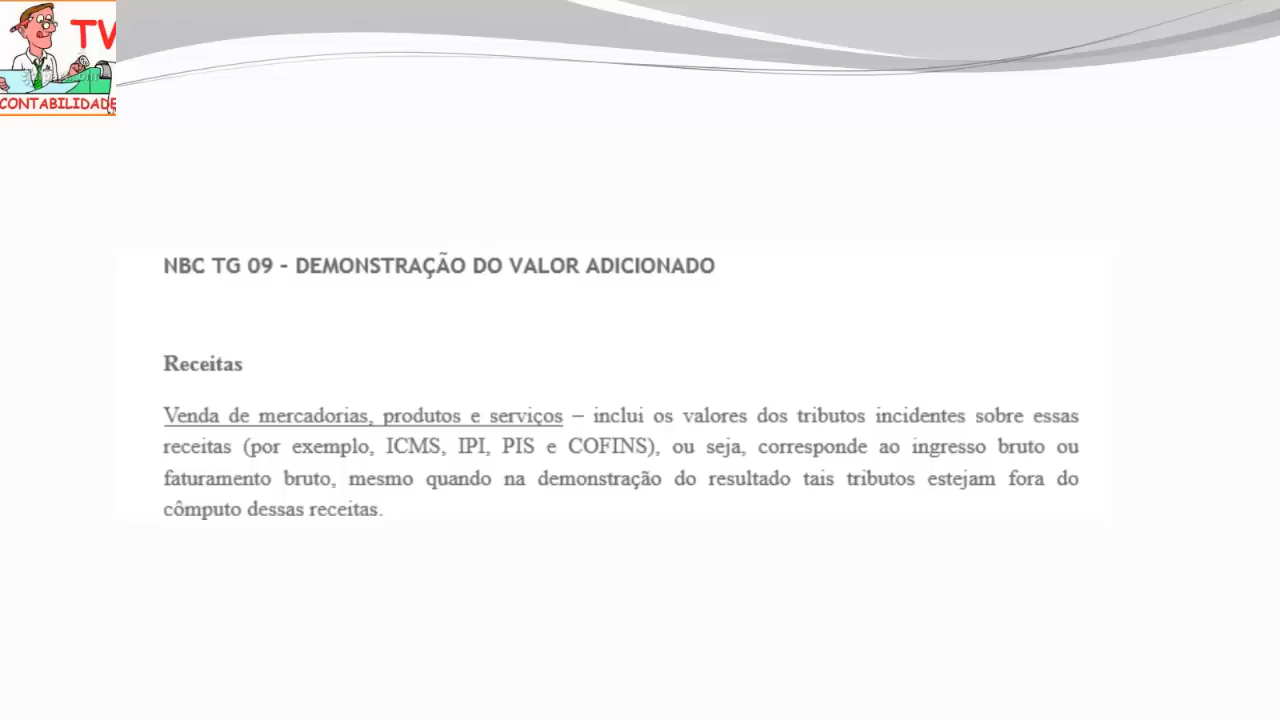 TV
CONTABILIDADE
NBC TG 09 – DEMONSTRAÇÃO DO VALOR ADICIONADO
Receitas
Venda de mercadorias, produtos e serviços – inclui os valores dos tributos incidentes sobre essas
receitas (por exemplo, ICMS, IPI, PIS e COFINS), ou seja, corresponde ao ingresso bruto ou
faturamento bruto, mesmo quando na demonstração do resultado tais tributos estejam fora do
cômputo dessas receitas.